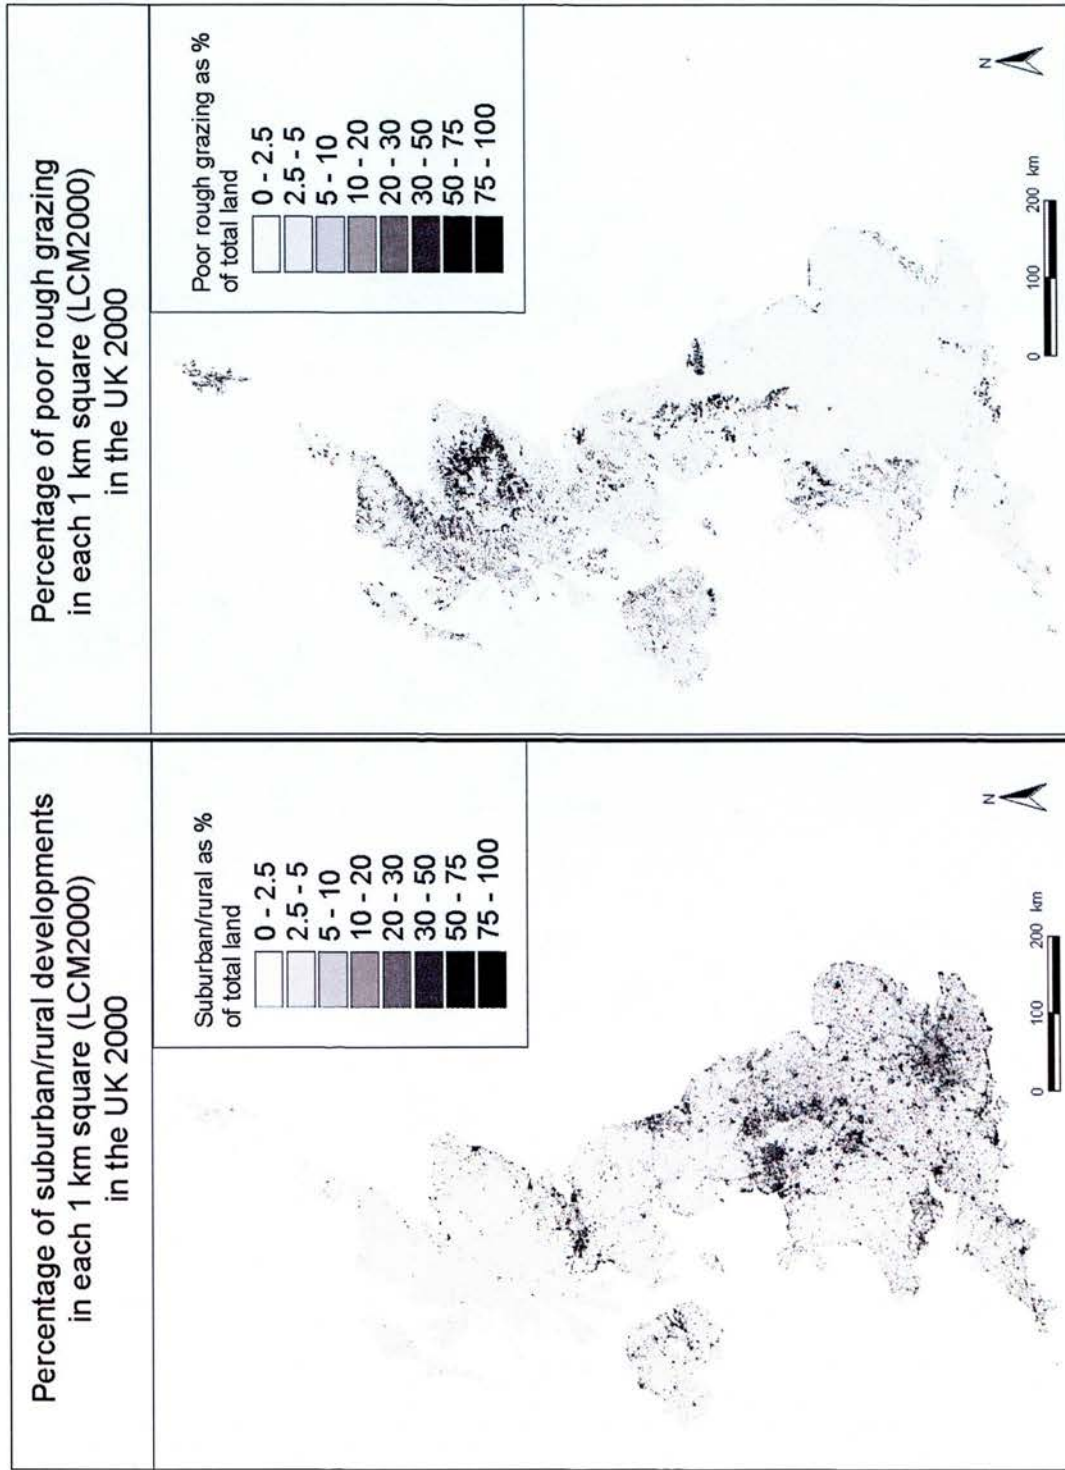 Percentage of suburban/rural developments
in each 1 km square (LCM2000)
in the UK 2000
Suburban/rural as %
of total land
0 - 2.5
2.5 - 5
5 - 10
10 - 20
20 - 30
30 - 50
50 - 75
75 - 100
N
0 100 200 km
Percentage of poor rough grazing
in each 1 km square (LCM2000)
in the UK 2000
Poor rough grazing as %
of total land
0 - 2.5
2.5 - 5
5 - 10
10 - 20
20 - 30
30 - 50
50 - 75
75 - 100
N
0 100 200 km